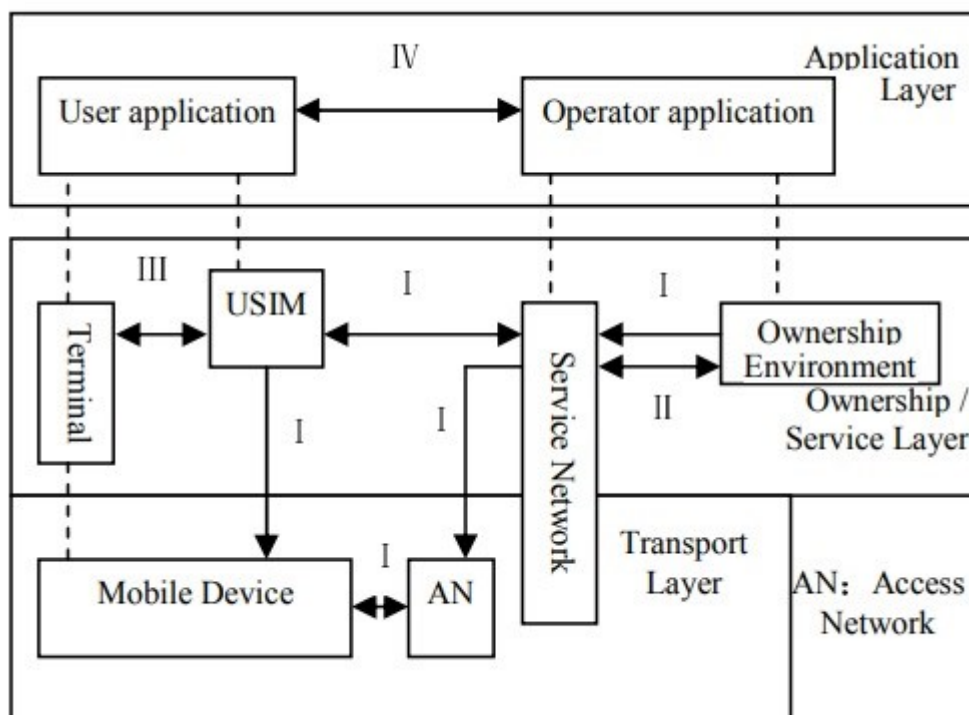 IV
Application
Layer
User application
Operator application
III
I
I
USIM
Terminal
Service Network
Ownership
Environment
II
Ownership /
Service Layer
I
I
Transport
Layer
I
Mobile Device
AN
AN：Access
Network